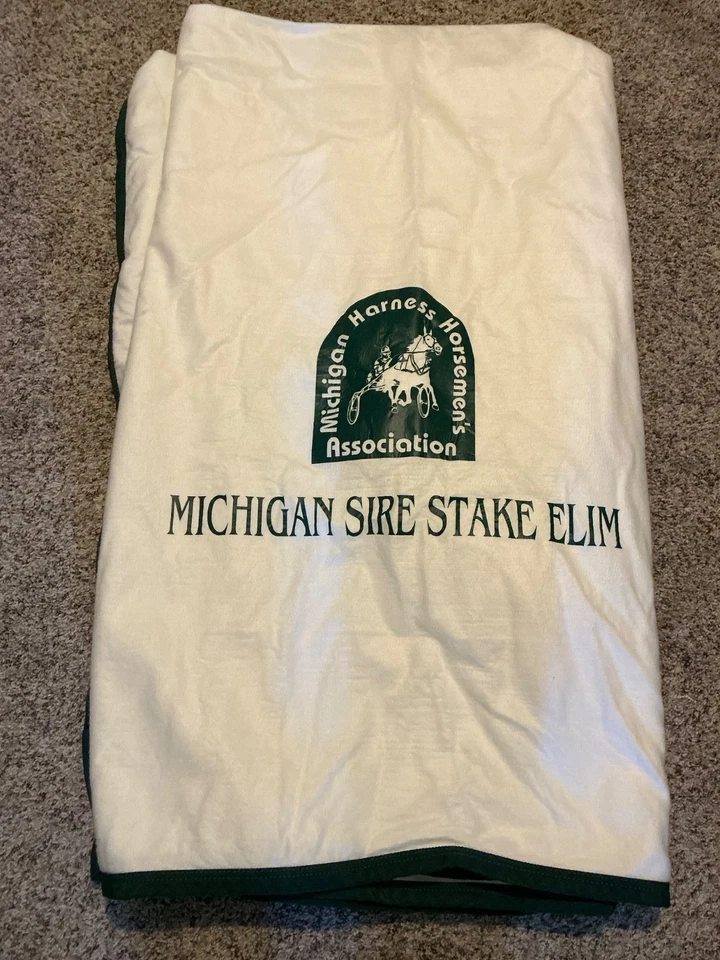 Michigan Harness Horsemen's
Association
MICHIGAN SIRE STAKE ELIM